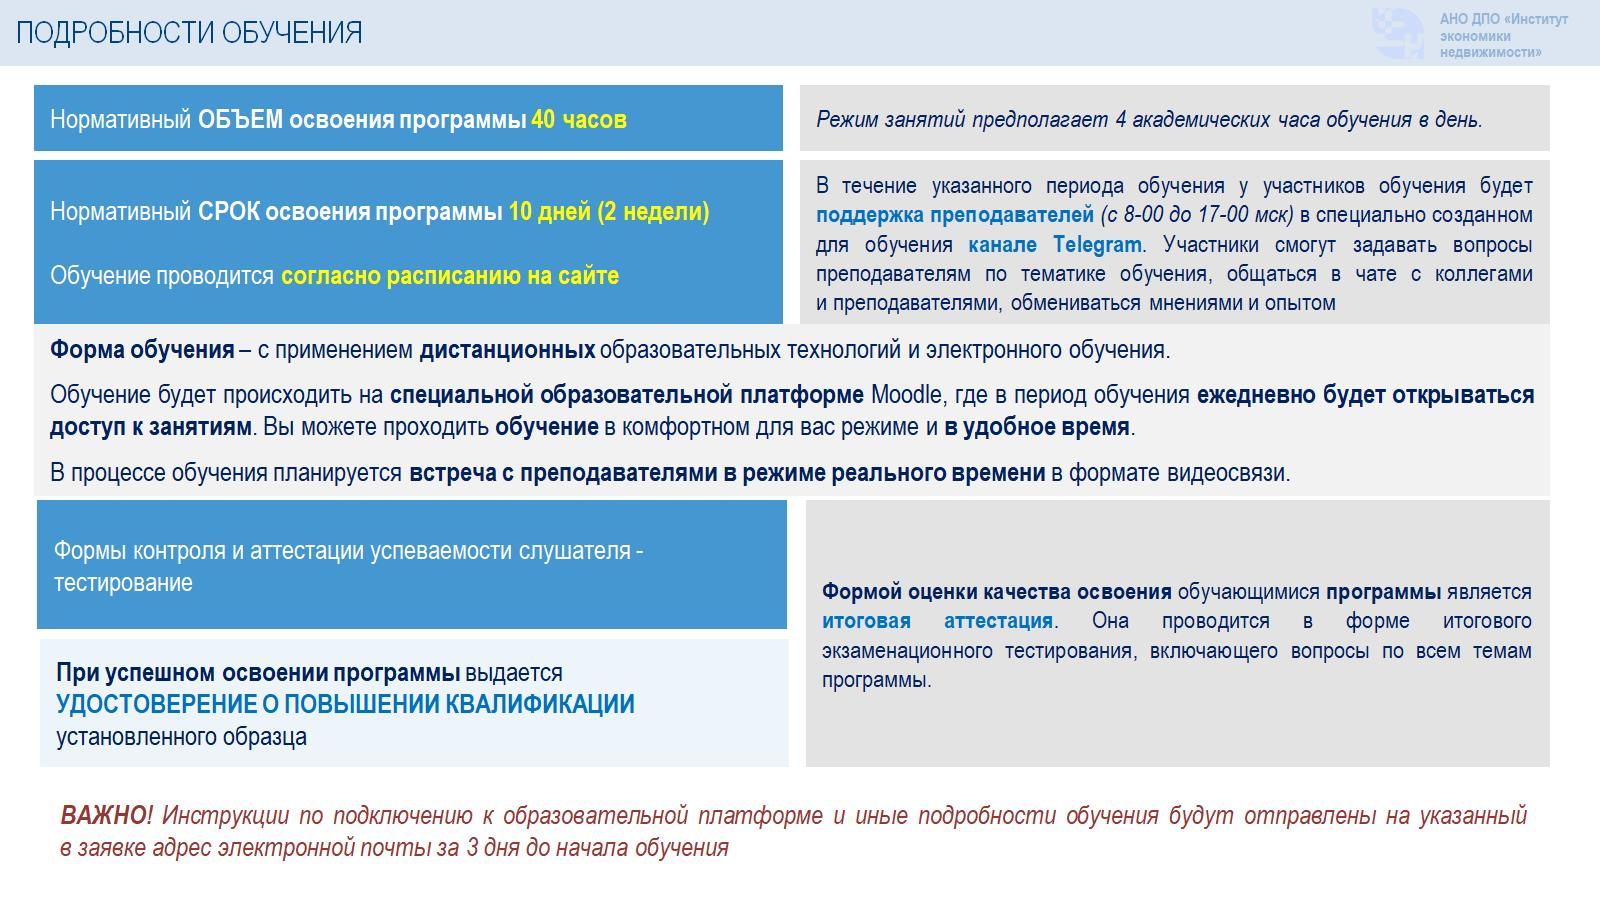 ПОДРОБНОСТИ ОБУЧЕНИЯ
АНО ДПО «Институт
экономики
недвижимости»
Нормативный ОБЪЕМ освоения программы 40 часов
Режим занятий предполагает 4 академических часа обучения в день.
Нормативный СРОК освоения программы 10 дней (2 недели)
Обучение проводится согласно расписанию на сайте
В течение указанного периода обучения у участников обучения будет
поддержка преподавателей (с 8-00 до 17-00 мск) в специально созданном
для обучения канале Telegram. Участники смогут задавать вопросы
преподавателям по тематике обучения, общаться в чате с коллегами
и преподавателями, обмениваться мнениями и опытом
Форма обучения – с применением дистанционных образовательных технологий и электронного обучения.
Обучение будет происходить на специальной образовательной платформе Moodle, где в период обучения ежедневно будет открываться
доступ к занятиям. Вы можете проходить обучение в комфортном для вас режиме и в удобное время.
В процессе обучения планируется встреча с преподавателями в режиме реального времени в формате видеосвязи.
Формы контроля и аттестации успеваемости слушателя -
тестирование
При успешном освоении программы выдается
УДОСТОВЕРЕНИЕ О ПОВЫШЕНИИ КВАЛИФИКАЦИИ
установленного образца
Формой оценки качества освоения обучающимися программы является
итоговая аттестация. Она проводится в форме итогового
экзаменационного тестирования, включающего вопросы по всем темам
программы.
ВАЖНО! Инструкции по подключению к образовательной платформе и иные подробности обучения будут отправлены на указанный
в заявке адрес электронной почты за 3 дня до начала обучения